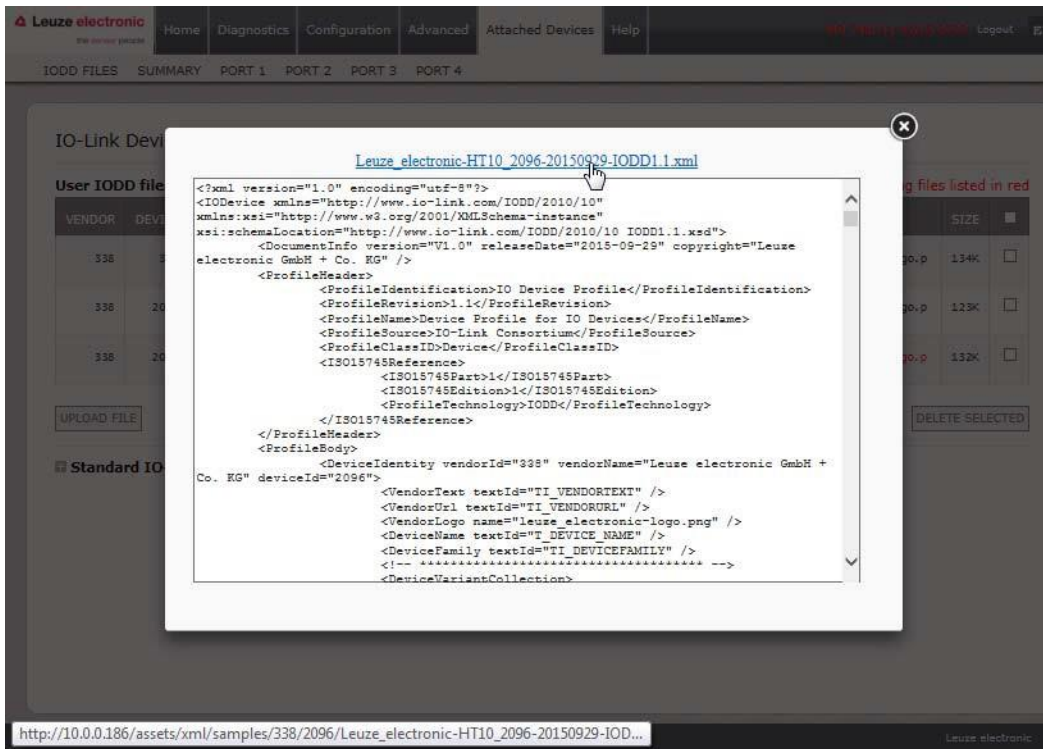 Leuze electronic
the sensor people
Home Diagnostics Configuration Advanced Attached Devices Help
Logout
IODD FILES SUMMARY PORT 1 PORT 2 PORT 3 PORT 4
IO-Link Devi
Leuze_electronic-HT10_2096-20150929-IODD1.1.xml
User IODD file
g files listed in red
VENDOR DEVI SIZE
338 go.p 134K
338 20 go.p 123K
338 20 go.p 132K
UPLOAD FILE DELETE SELECTED
Standard IO-
<?xml version="1.0" encoding="utf-8"?>
<IODevice xmlns="http://www.io-link.com/IODD/2010/10"
xmlns:xsi="http://www.w3.org/2001/XMLSchema-instance"
xsi:schemaLocation="http://www.io-link.com/IODD/2010/10 IODD1.1.xsd">
<DocumentInfo version="V1.0" releaseDate="2015-09-29" copyright="Leuze
electronic GmbH + Co. KG" />
<ProfileHeader>
<ProfileIdentification>IO Device Profile</ProfileIdentification>
<ProfileRevision>1.1</ProfileRevision>
<ProfileName>Device Profile for IO Devices</ProfileName>
<ProfileSource>IO-Link Consortium</ProfileSource>
<ProfileClassID>Device</ProfileClassID>
<ISO15745Reference>
<ISO15745Part>1</ISO15745Part>
<ISO15745Edition>1</ISO15745Edition>
<ProfileTechnology>IODD</ProfileTechnology>
</ISO15745Reference>
</ProfileHeader>
<ProfileBody>
<DeviceIdentity vendorId="338" vendorName="Leuze electronic GmbH +
Co. KG" deviceId="2096">
<VendorText textId="TI_VENDORTEXT" />
<VendorUrl textId="TI_VENDORURL" />
<VendorLogo name="leuze_electronic-logo.png" />
<DeviceName textId="T_DEVICE_NAME" />
<DeviceFamily textId="TI_DEVICEFAMILY" />
<!-- ************************************ -->
<DeviceVariantCollection>
http://10.0.0.186/assets/xml/samples/338/2096/Leuze_electronic-HT10_2096-20150929-IOD...
Leuze electronic